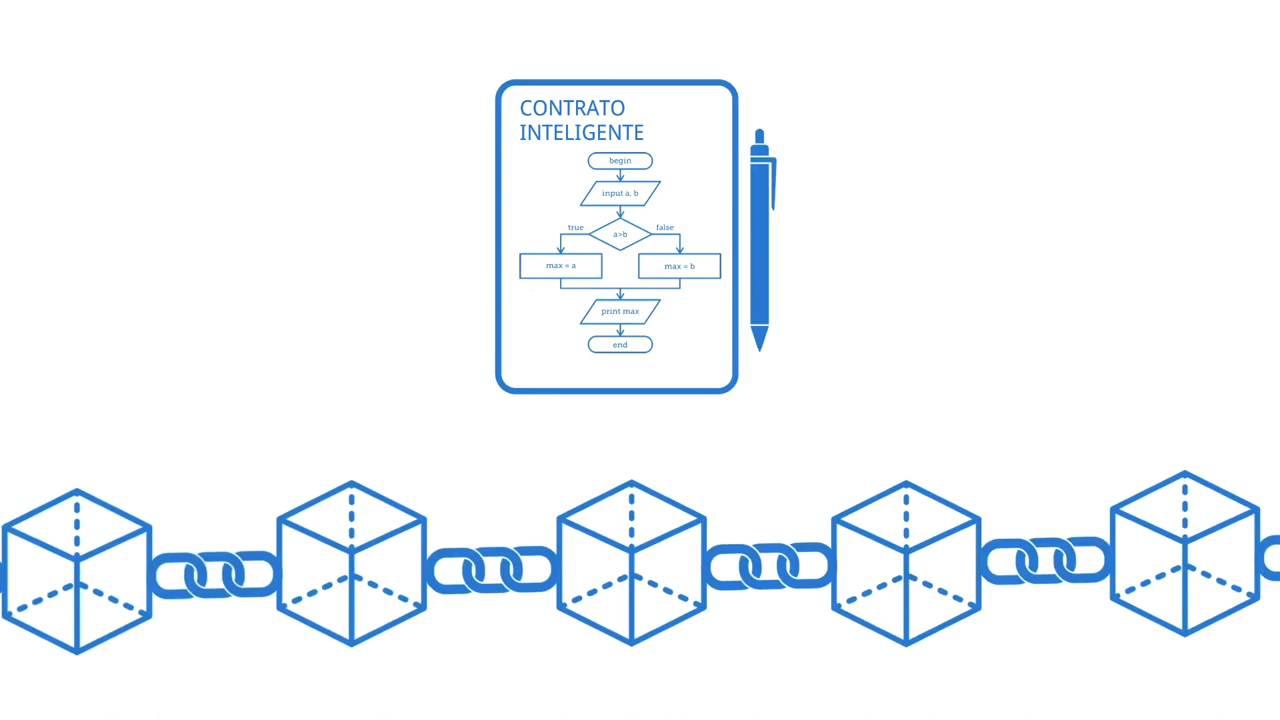 CONTRATO
INTELIGENTE
begin
input a, b
true
a>b
false
max = a
max = b
print max
end